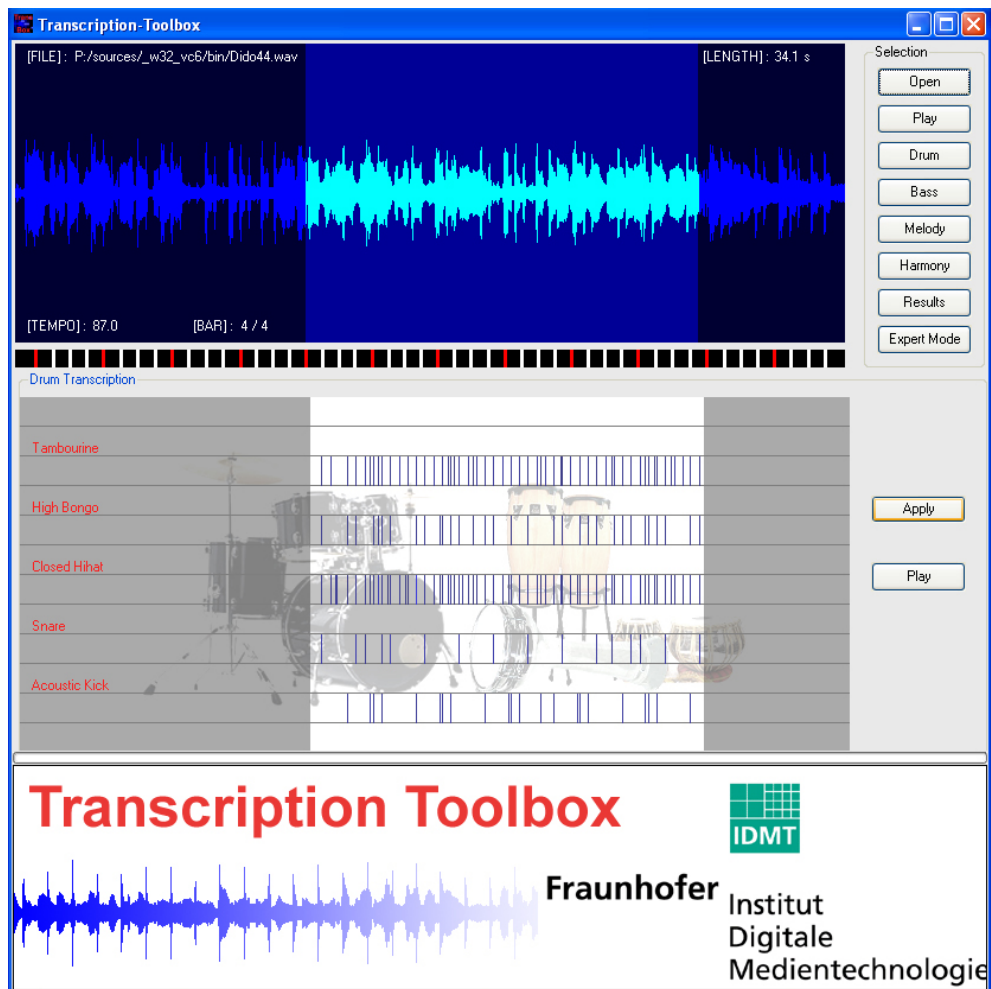 Transcription-Toolbox
[FILE] : P:/sources/_w32_vc6/bin/Dido44.wav
[LENGTH] : 34.1 s
[TEMPO] : 87.0
[BAR] : 4 / 4
Selection
Open
Play
Drum
Bass
Melody
Harmony
Results
Expert Mode
Drum Transcription
Tambourine
High Bongo
Closed Hihat
Snare
Acoustic Kick
Apply
Play
Transcription Toolbox
IDMT
Fraunhofer
Institut
Digitale
Medientechnologie